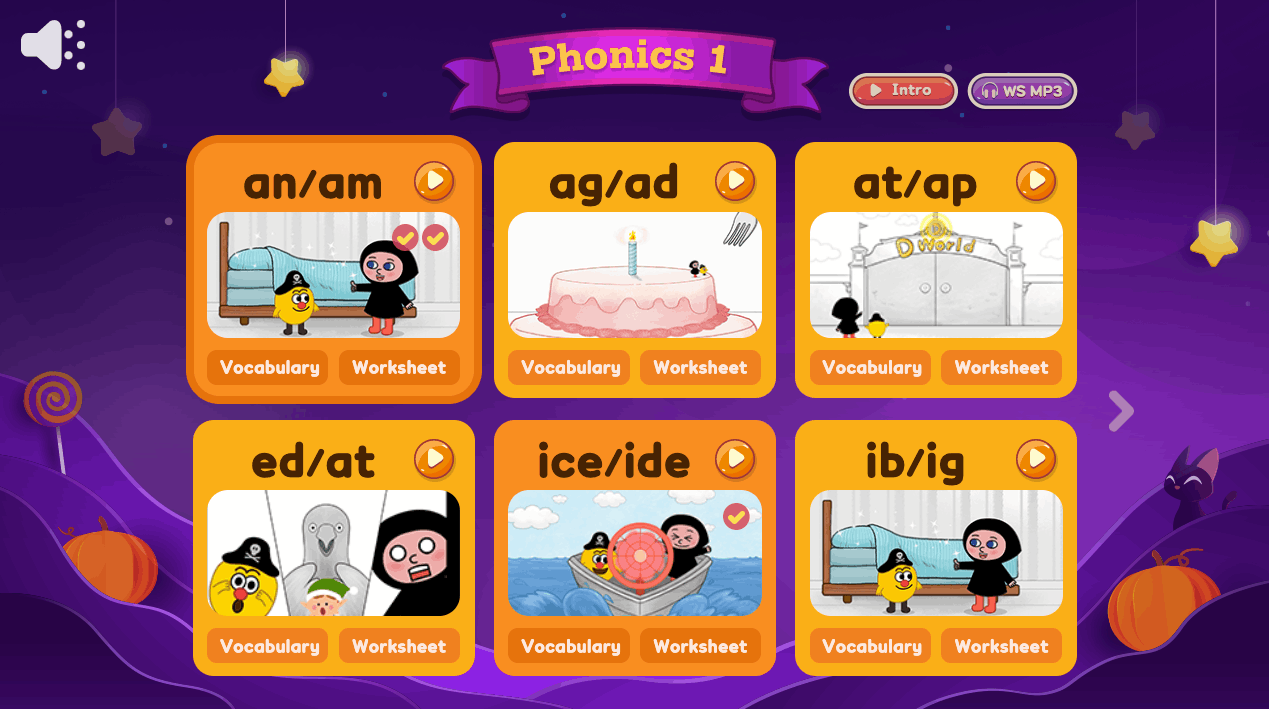 Phonics 1
Intro
WS MP3
an/am
Vocabulary
Worksheet
ag/ad
Vocabulary
Worksheet
at/ap
D World
Vocabulary
Worksheet
ed/at
Vocabulary
Worksheet
ice/ide
Vocabulary
Worksheet
ib/ig
Vocabulary
Worksheet